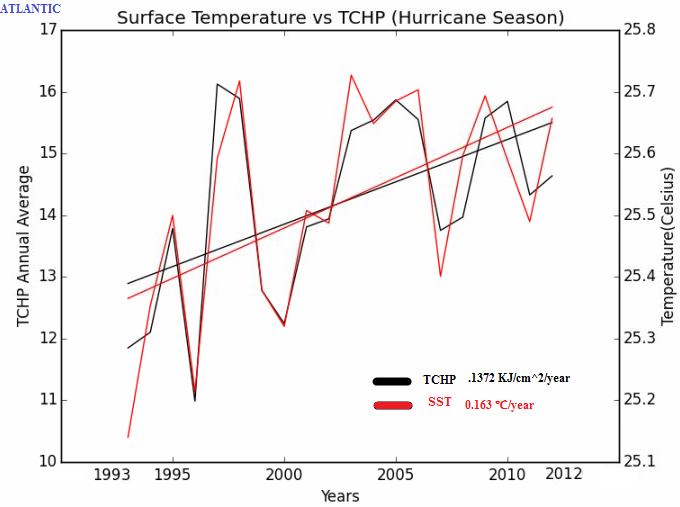 ATLANTIC
Surface Temperature vs TCHP (Hurricane Season)
17
16
15
14
13
12
11
10
TCHP Annual Average
25.8
25.7
25.6
25.5
25.4
25.3
25.2
25.1
Temperature(Celsius)
TCHP .1372 KJ/cm^2/year
SST 0.163 °C/year
1993 1995 2000 2005 2010 2012
Years